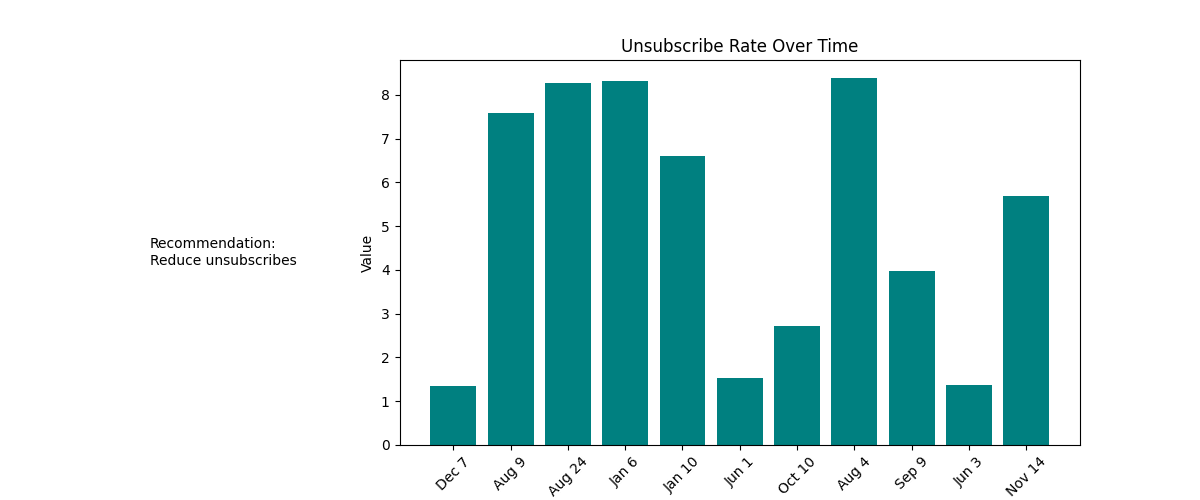 Unsubscribe Rate Over Time
Recommendation:
Reduce unsubscribes
Value
8
7
6
5
4
3
2
1
0
Dec 7
Aug 9
Aug 24
Jan 6
Jan 10
Jun 1
Oct 10
Aug 4
Sep 9
Jun 3
Nov 14